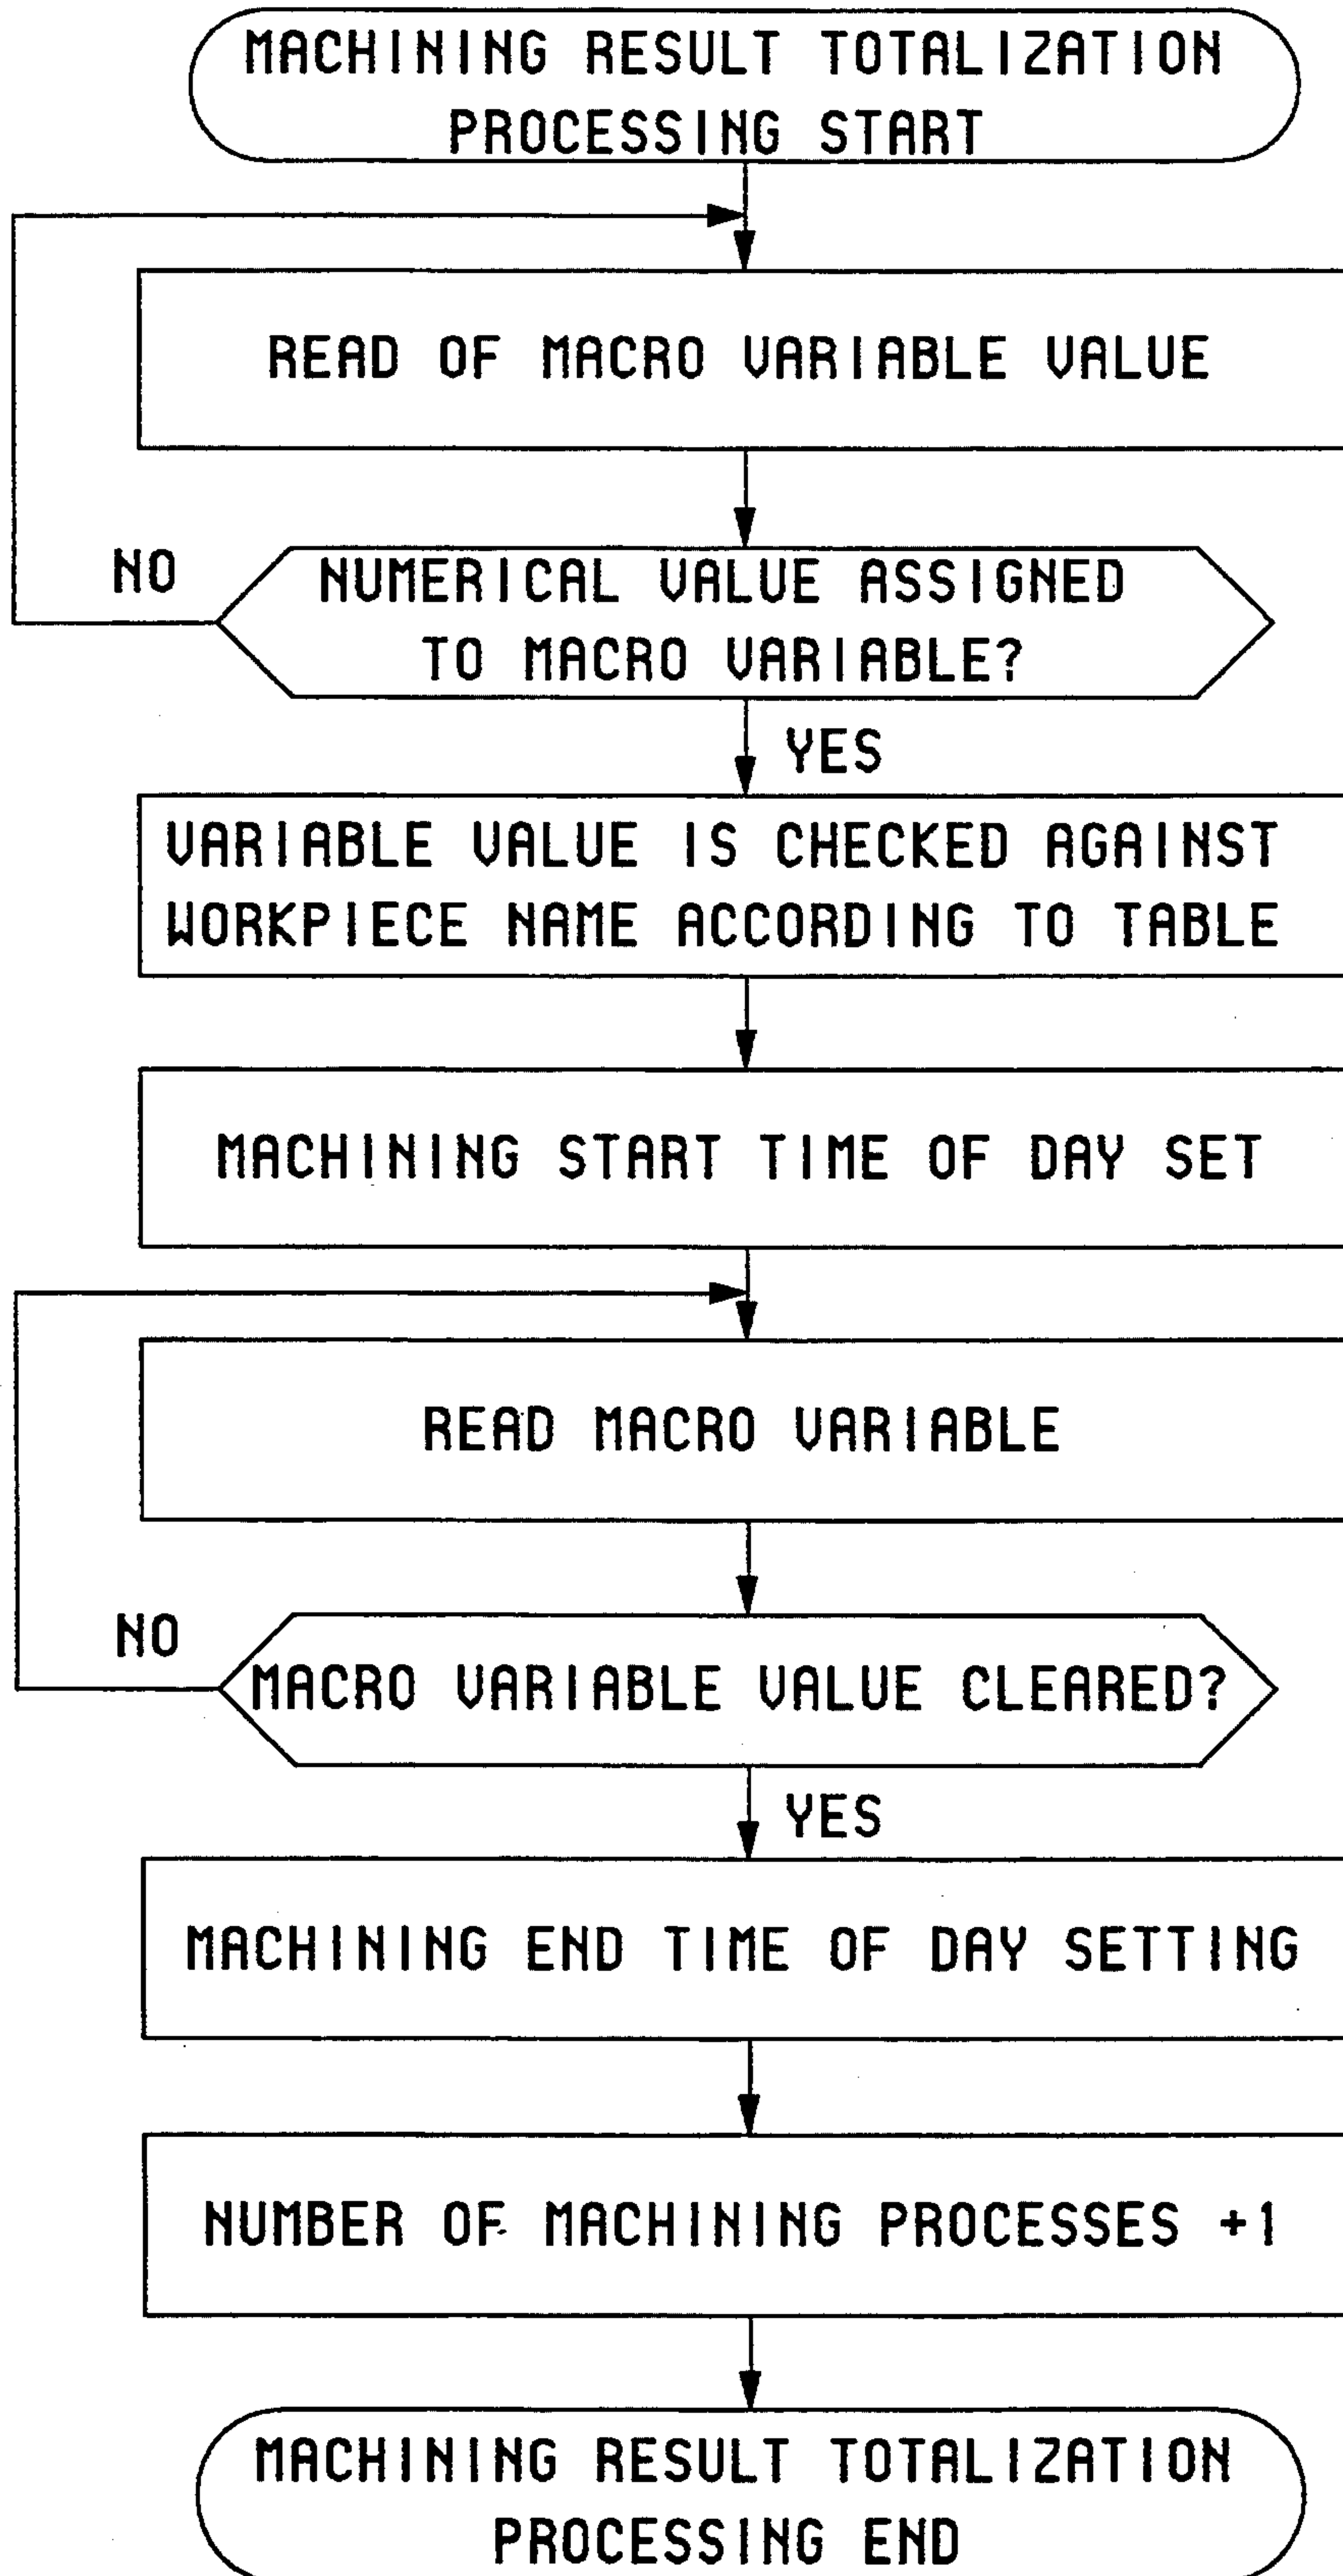 MACHINING RESULT TOTALIZATION
PROCESSING START
READ OF MACRO VARIABLE VALUE
NO
NUMERICAL VALUE ASSIGNED
TO MACRO VARIABLE?
YES
VARIABLE VALUE IS CHECKED AGAINST
WORKPIECE NAME ACCORDING TO TABLE
MACHINING START TIME OF DAY SET
READ MACRO VARIABLE
NO
MACRO VARIABLE VALUE CLEARED?
YES
MACHINING END TIME OF DAY SETTING
NUMBER OF MACHINING PROCESSES +1
MACHINING RESULT TOTALIZATION
PROCESSING END